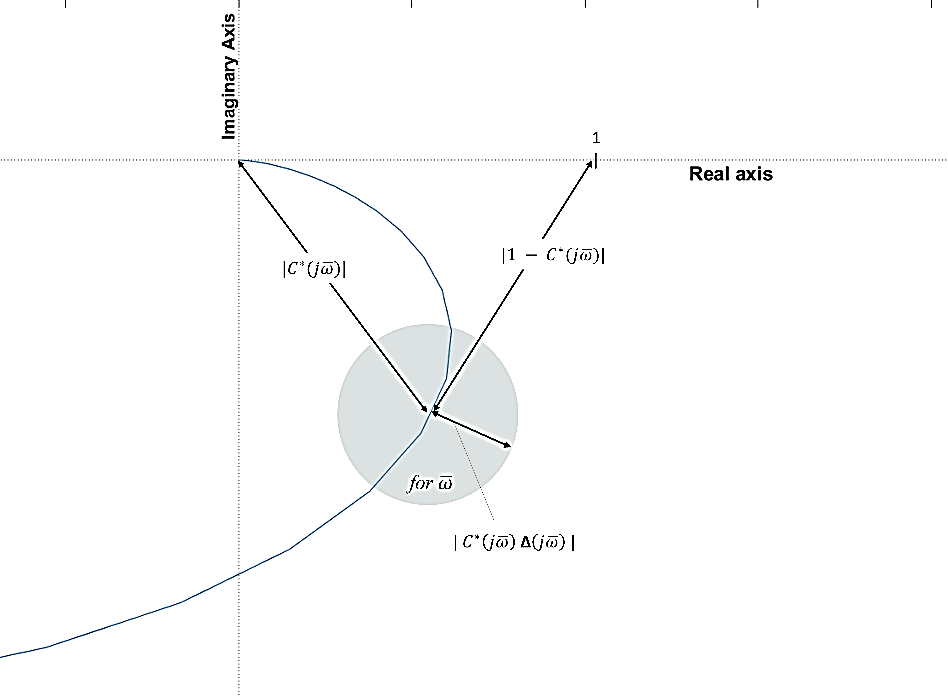 Imaginary Axis
1
Real axis
|1 − C*(jω̅)|
|C*(jω̅)|
for ω̅
| C*(jω̅) Δ(jω̅) |